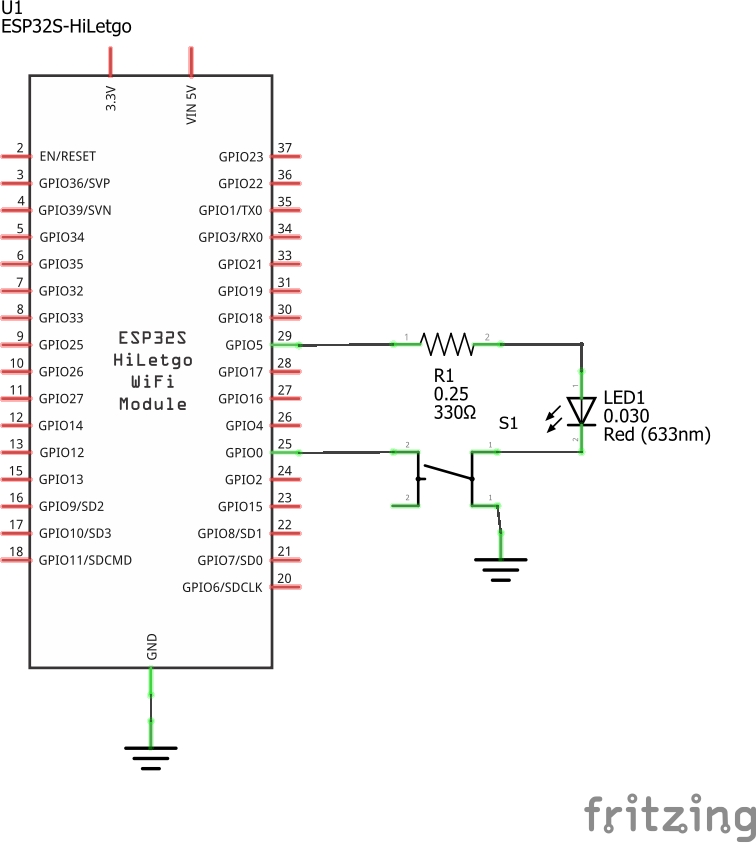 U1
ESP32S-HiLetgo
3.3V
VIN 5V
2 EN/RESET
3 GPIO36/SVP
4 GPIO39/SVN
5 GPIO34
6 GPIO35
7 GPIO32
8 GPIO33
9 GPIO25
10 GPIO26
11 GPIO27
12 GPIO14
13 GPIO12
15 GPIO13
16 GPIO9/SD2
17 GPIO10/SD3
18 GPIO11/SDCMD
ESP32S
HiLetgo
WiFi
Module
GPIO23 37
GPIO22 36
GPIO1/TX0 35
GPIO3/RX0 34
GPIO21 33
GPIO19 31
GPIO18 30
GPIO5 29
GPIO17 28
GPIO16 27
GPIO4 26
GPIO0 25
GPIO2 24
GPIO15 23
GPIO8/SD1 22
GPIO7/SD0 21
GPIO6/SDCLK 20
GND
1 2
R1
0.25
330Ω
1
LED1
0.030
Red (633nm)
2
S1
2 1
2 1
fritzing